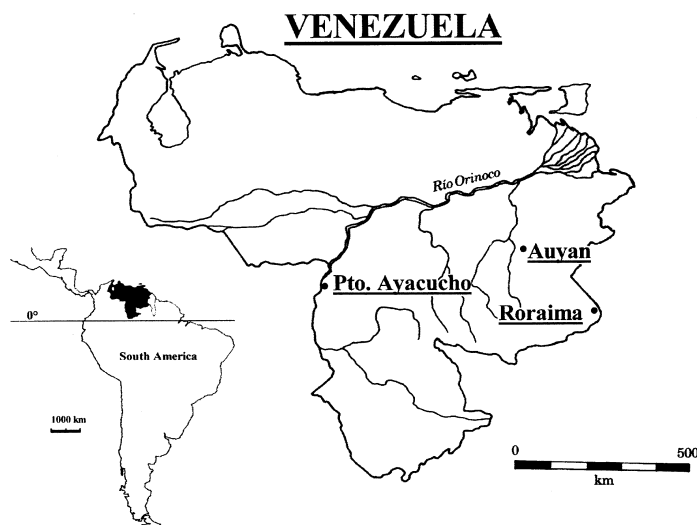 VENEZUELA
Río Orinoco
Auyan
Pto. Ayacucho
Roraima
0°
South America
1000 km
0
500
km